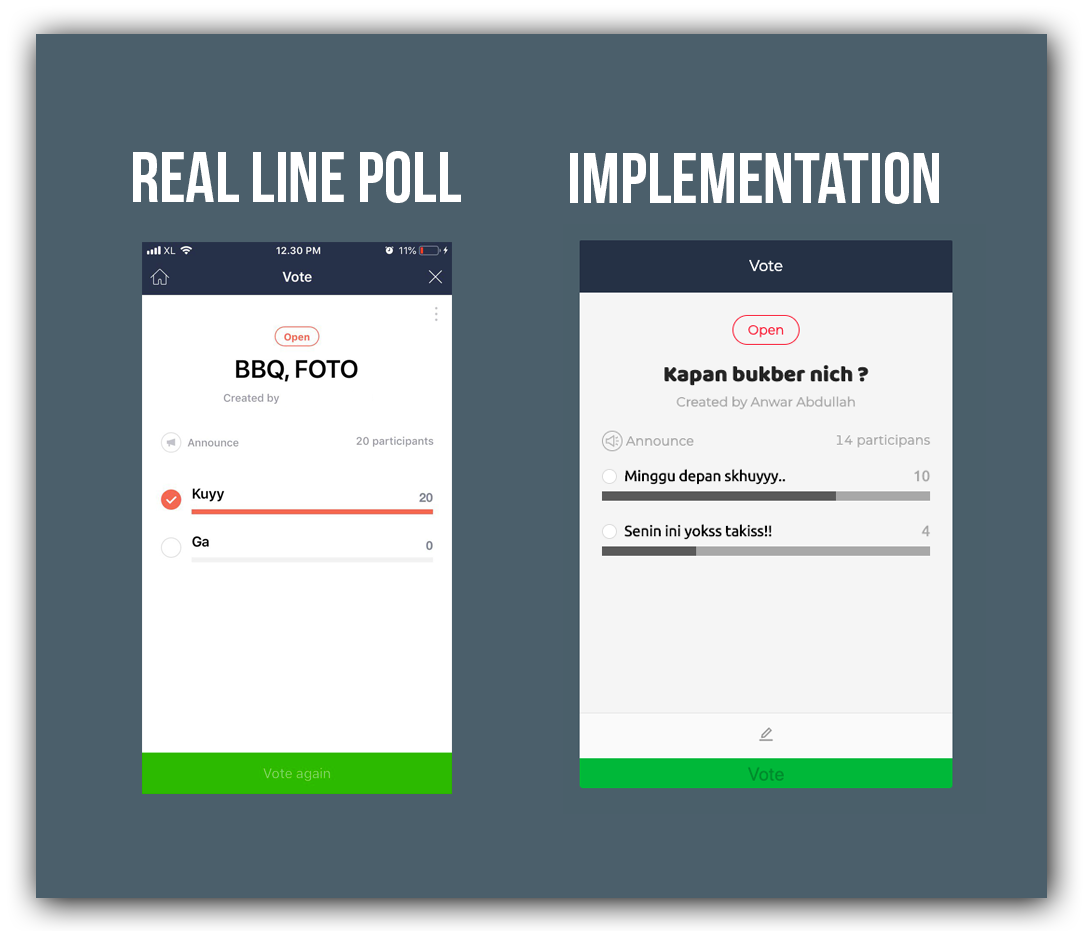 REAL LINE POLL
XL 12.30 PM 11%
Vote
Open
BBQ, FOTO
Created by
Announce 20 participants
Kuyy 20
Ga 0
Vote again
IMPLEMENTATION
Vote
Open
Kapan bukber nich ?
Created by Anwar Abdullah
Announce 14 participans
Minggu depan skhuyyy.. 10
Senin ini yokss takiss!! 4
Vote